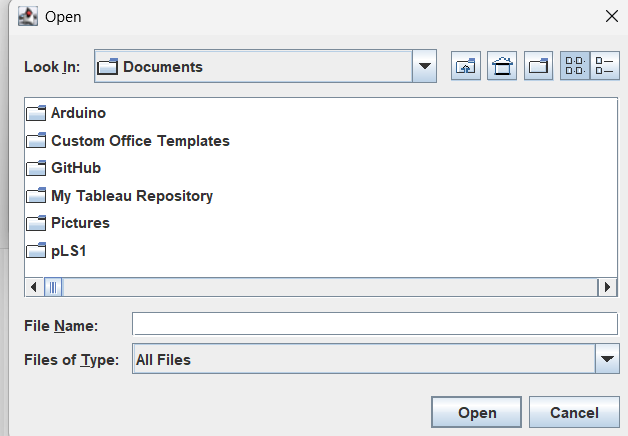 Open
Look In: Documents
Arduino
Custom Office Templates
GitHub
My Tableau Repository
Pictures
pLS1
File Name:
Files of Type: All Files
Open Cancel